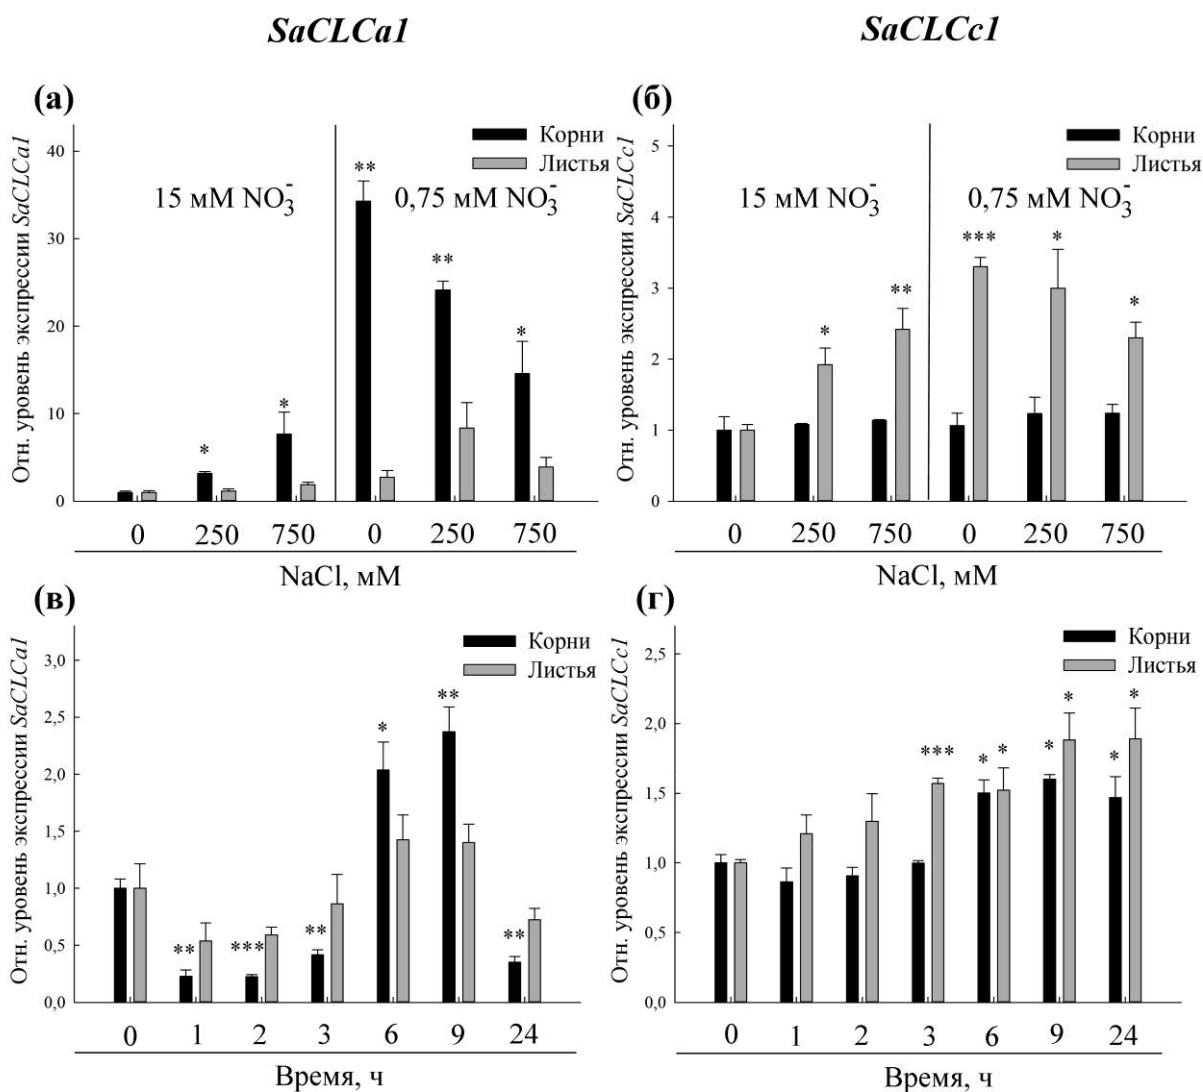 SaCLCa1
SaCLCc1
(а)
Отн. уровень экспрессии SaCLCa1
40
30
20
10
0
Корни
Листья
15 мМ NO₃⁻
0,75 мМ NO₃⁻
*
*
**
**
*
0 250 750 0 250 750
NaCl, мМ
(б)
Отн. уровень экспрессии SaCLCc1
5
4
3
2
1
0
Корни
Листья
15 мМ NO₃⁻
0,75 мМ NO₃⁻
*
**
***
*
*
0 250 750 0 250 750
NaCl, мМ
(в)
Отн. уровень экспрессии SaCLCa1
3,0
2,5
2,0
1,5
1,0
0,5
0,0
Корни
Листья
**
***
**
*
**
**
0 1 2 3 6 9 24
Время, ч
(г)
Отн. уровень экспрессии SaCLCc1
2,5
2,0
1,5
1,0
0,5
0,0
Корни
Листья
***
*
*
*
*
*
*
0 1 2 3 6 9 24
Время, ч